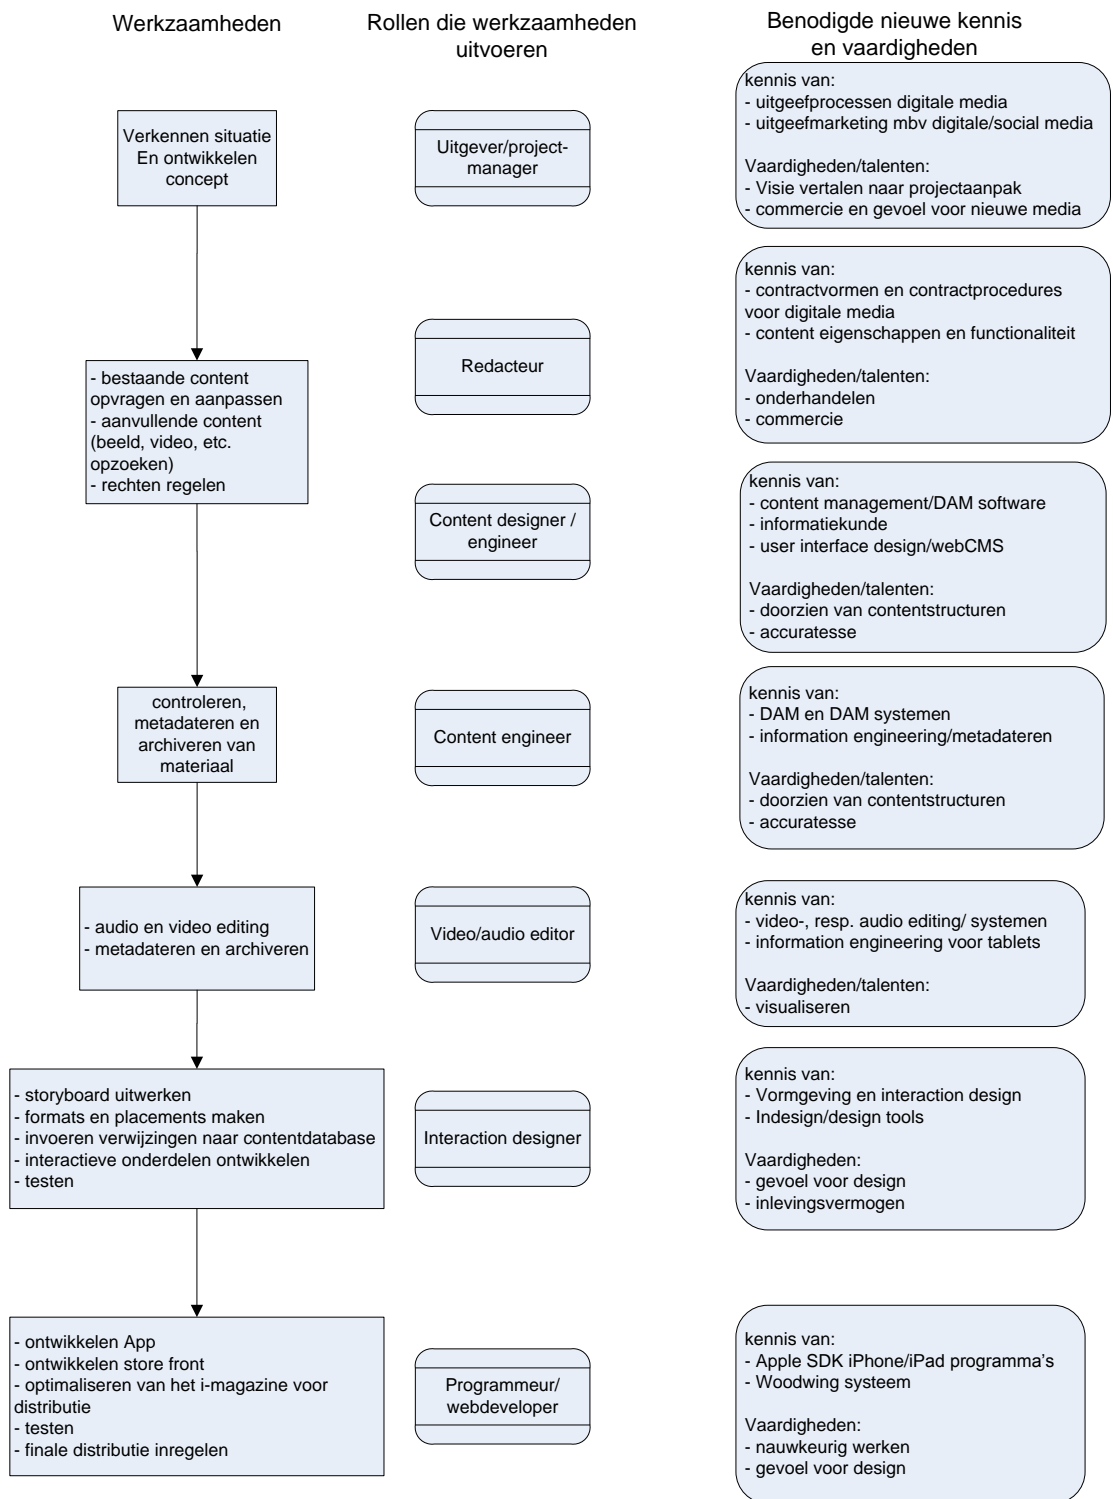 Werkzaamheden
Rollen die werkzaamheden
uitvoeren
Benodigde nieuwe kennis
en vaardigheden
Verkennen situatie
En ontwikkelen
concept
Uitgever/project-
manager
kennis van:
- uitgeefprocessen digitale media
- uitgeefmarketing mbv digitale/social media
Vaardigheden/talenten:
- Visie vertalen naar projectaanpak
- commercie en gevoel voor nieuwe media
- bestaande content
opvragen en aanpassen
- aanvullende content
(beeld, video, etc.
opzoeken)
- rechten regelen
Redacteur
kennis van:
- contractvormen en contractprocedures
voor digitale media
- content eigenschappen en functionaliteit
Vaardigheden/talenten:
- onderhandelen
- commercie
Content designer /
engineer
kennis van:
- content management/DAM software
- informatiekunde
- user interface design/webCMS
Vaardigheden/talenten:
- doorzien van contentstructuren
- accuratesse
controleren,
metadateren en
archiveren van
materiaal
Content engineer
kennis van:
- DAM en DAM systemen
- information engineering/metadateren
Vaardigheden/talenten:
- doorzien van contentstructuren
- accuratesse
- audio en video editing
- metadateren en archiveren
Video/audio editor
kennis van:
- video-, resp. audio editing/ systemen
- information engineering voor tablets
Vaardigheden/talenten:
- visualiseren
- storyboard uitwerken
- formats en placements maken
- invoeren verwijzingen naar contentdatabase
- interactieve onderdelen ontwikkelen
- testen
Interaction designer
kennis van:
- Vormgeving en interaction design
- Indesign/design tools
Vaardigheden:
- gevoel voor design
- inlevingsvermogen
- ontwikkelen App
- ontwikkelen store front
- optimaliseren van het i-magazine voor
distributie
- testen
- finale distributie inregelen
Programmeur/
webdeveloper
kennis van:
- Apple SDK iPhone/iPad programma's
- Woodwing systeem
Vaardigheden:
- nauwkeurig werken
- gevoel voor design